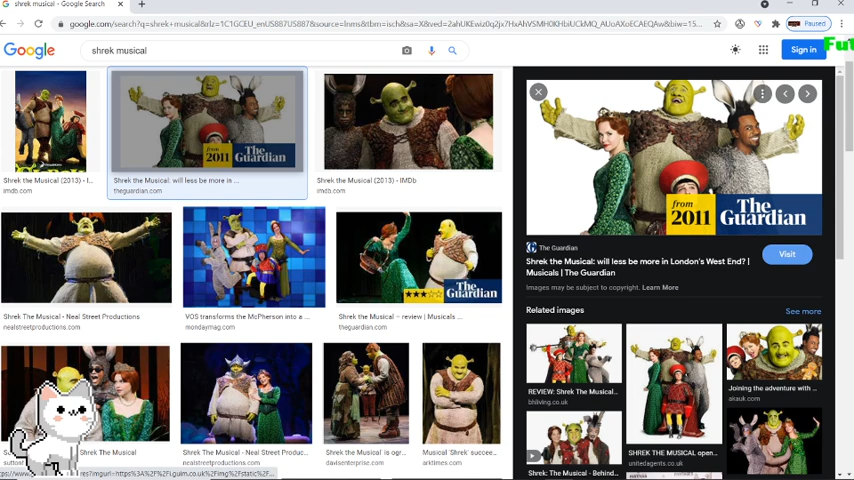 shrek musical - Google Search
google.com/search?q=shrek+musical&rlz=1C1GCEU_enUS887US887&source=lnms&tbm=isch&sa=X&ved=2ahUKEwiz0q2jx7HxAhVSMH0KHbiUCkMQ_AUoAXoECAEQAw&biw=15...
Paused
Google
shrek musical
Sign in
Fut
from
2011
The
Guardian
Shrek the Musical (2013) - I...
imdb.com
Shrek the Musical: will less be more in ...
theguardian.com
Shrek the Musical (2013) - IMDb
imdb.com
from
2011
The
Guardian
The Guardian
Visit
Shrek the Musical: will less be more in London's West End? |
Musicals | The Guardian
Images may be subject to copyright. Learn More
The
Guardian
Shrek The Musical - Neal Street Productions
nealstreetproductions.com
VOS transforms the McPherson into a ...
mondaymag.com
Shrek the Musical – review | Musicals ...
theguardian.com
Related images
See more
REVIEW: Shrek The Musical...
bhliving.co.uk
SHREK THE MUSICAL open...
unitedagents.co.uk
Joining the adventure with ...
akauk.com
Shrek: The Musical - Behind...
Shrek The Musical
Shrek The Musical - Neal Street Produc...
nealstreetproductions.com
Shrek the Musical' is ogr...
davisenterprise.com
Musical 'Shrek' succee...
arktimes.com